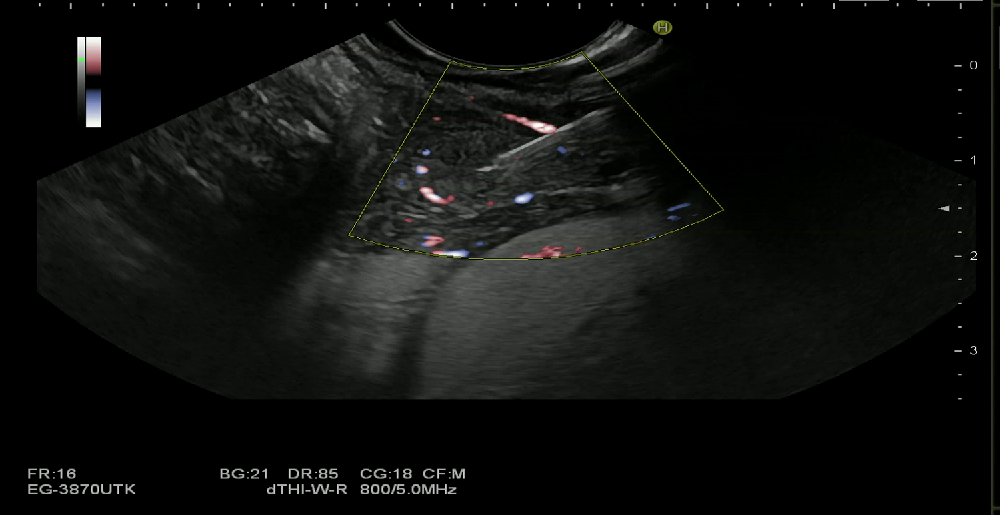 H
0
1
2
3
FR:16 BG:21 DR:85 CG:18 CF:M
EG-3870UTK dTHI-W-R 800/5.0MHz